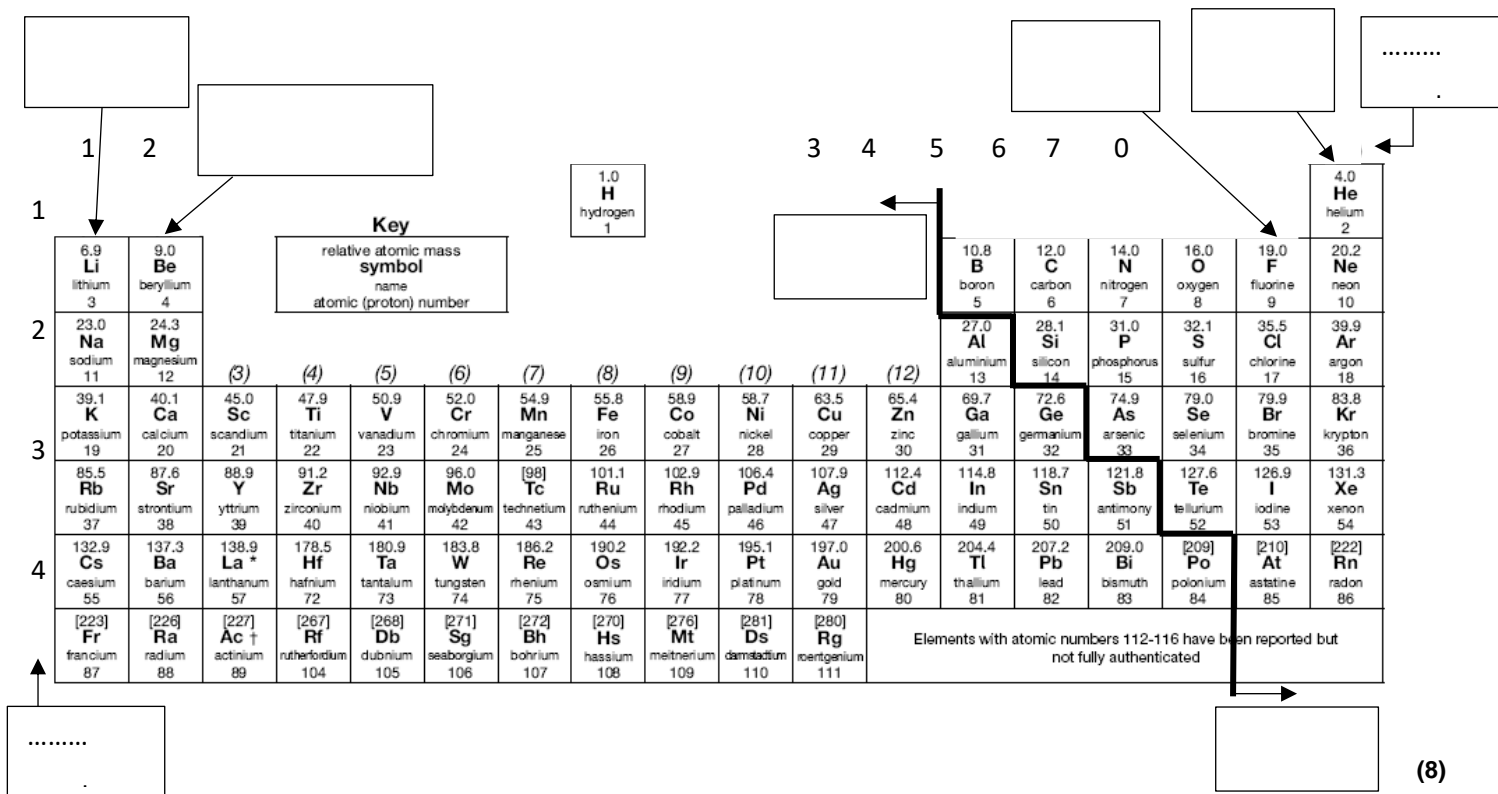 ………
.
1 2 3 4 5 6 7 0
1
1.0
H
hydrogen
1
4.0
He
helium
2
Key
relative atomic mass
symbol
name
atomic (proton) number
6.9 9.0 10.8 12.0 14.0 16.0 19.0 20.2
Li Be B C N O F Ne
lithium beryllium boron carbon nitrogen oxygen fluorine neon
3 4 5 6 7 8 9 10
2
23.0 24.3 27.0 28.1 31.0 32.1 35.5 39.9
Na Mg Al Si P S Cl Ar
sodium magnesium aluminium silicon phosphorus sulfur chlorine argon
11 12 (3) (4) (5) (6) (7) (8) (9) (10) (11) (12) 13 14 15 16 17 18
3
39.1 40.1 45.0 47.9 50.9 52.0 54.9 55.8 58.9 58.7 63.5 65.4 69.7 72.6 74.9 79.0 79.9 83.8
K Ca Sc Ti V Cr Mn Fe Co Ni Cu Zn Ga Ge As Se Br Kr
potassium calcium scandium titanium vanadium chromium manganese iron cobalt nickel copper zinc gallium germanium arsenic selenium bromine krypton
19 20 21 22 23 24 25 26 27 28 29 30 31 32 33 34 35 36
85.5 87.6 88.9 91.2 92.9 96.0 [98] 101.1 102.9 106.4 107.9 112.4 114.8 118.7 121.8 127.6 126.9 131.3
Rb Sr Y Zr Nb Mo Tc Ru Rh Pd Ag Cd In Sn Sb Te I Xe
rubidium strontium yttrium zirconium niobium molybdenum technetium ruthenium rhodium palladium silver cadmium indium tin antimony tellurium iodine xenon
37 38 39 40 41 42 43 44 45 46 47 48 49 50 51 52 53 54
4
132.9 137.3 138.9 178.5 180.9 183.8 186.2 190.2 192.2 195.1 197.0 200.6 204.4 207.2 209.0 [209] [210] [222]
Cs Ba La * Hf Ta W Re Os Ir Pt Au Hg Tl Pb Bi Po At Rn
caesium barium lanthanum hafnium tantalum tungsten rhenium osmium iridium platinum gold mercury thallium lead bismuth polonium astatine radon
55 56 57 72 73 74 75 76 77 78 79 80 81 82 83 84 85 86
[223] [226] [227] [267] [268] [271] [272] [270] [276] [281] [280]
Fr Ra Ac † Rf Db Sg Bh Hs Mt Ds Rg
francium radium actinium rutherfordium dubnium seaborgium bohrium hassium meitnerium darmstadtium roentgenium
87 88 89 104 105 106 107 108 109 110 111
Elements with atomic numbers 112-116 have been reported but
not fully authenticated
………
.
(8)